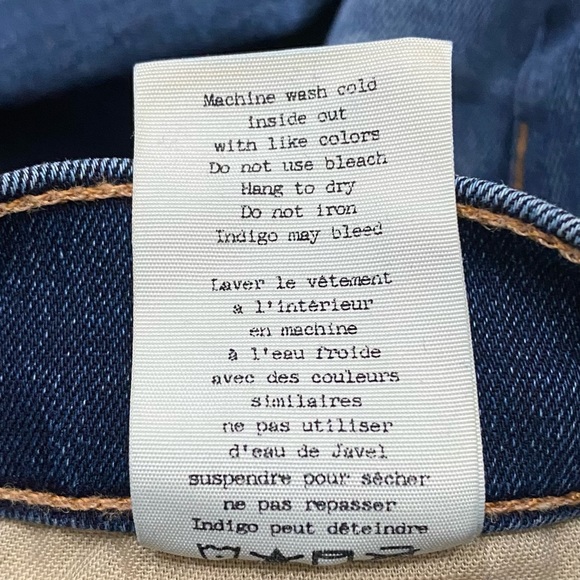 Machine wash cold
inside out
with like colors
Do not use bleach
Hang to dry
Do not iron
Indigo may bleed
Laver le vêtement
à l'intérieur
en machine
à l'eau froide
avec des couleurs
similaires
ne pas utiliser
d'eau de Javel
suspendre pour sécher
ne pas repasser
Indigo peut déteindre